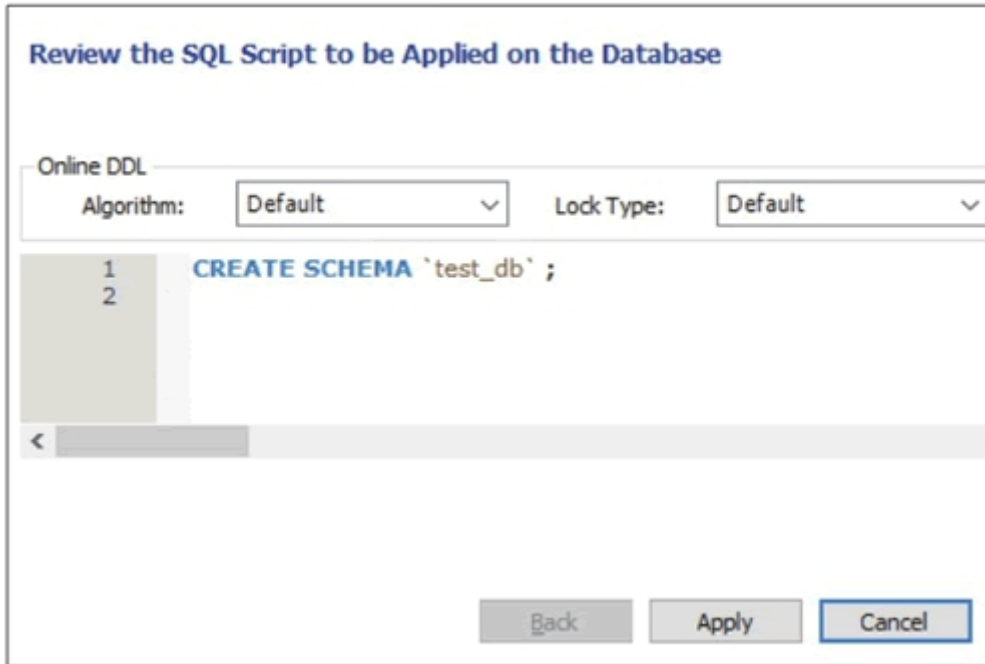 Review the SQL Script to be Applied on the Database
Online DDL
Algorithm: Default Lock Type: Default
1 CREATE SCHEMA `test_db` ;
2
Back Apply Cancel